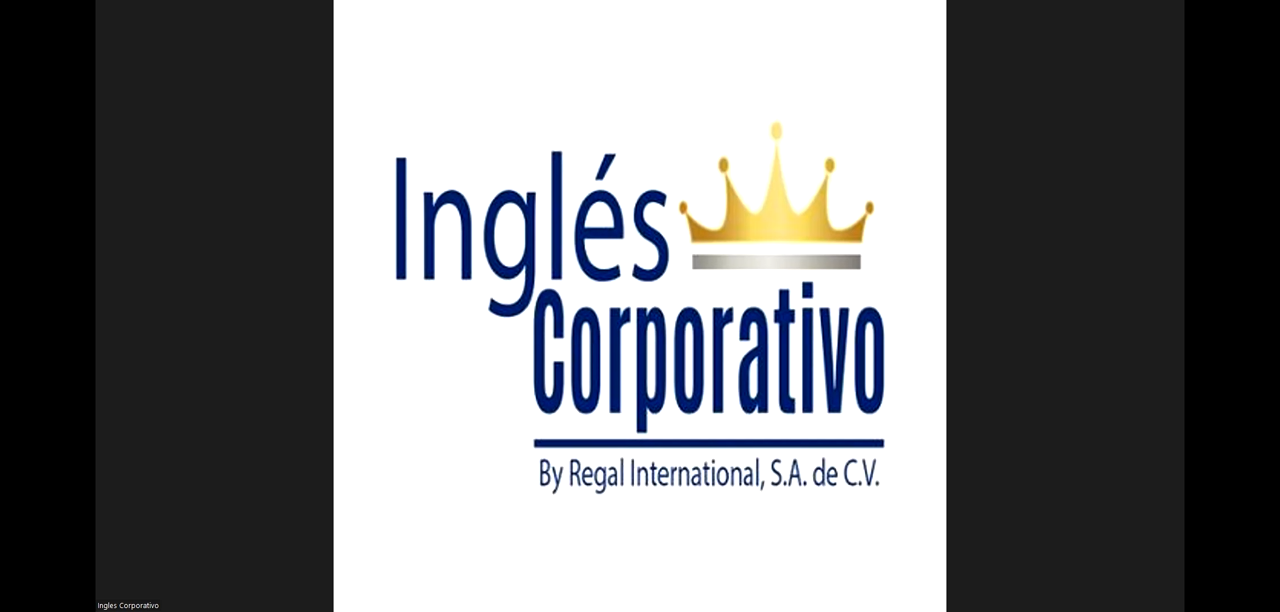 Inglés
Corporativo
By Regal International, S.A. de C.V.
Ingles Corporativo